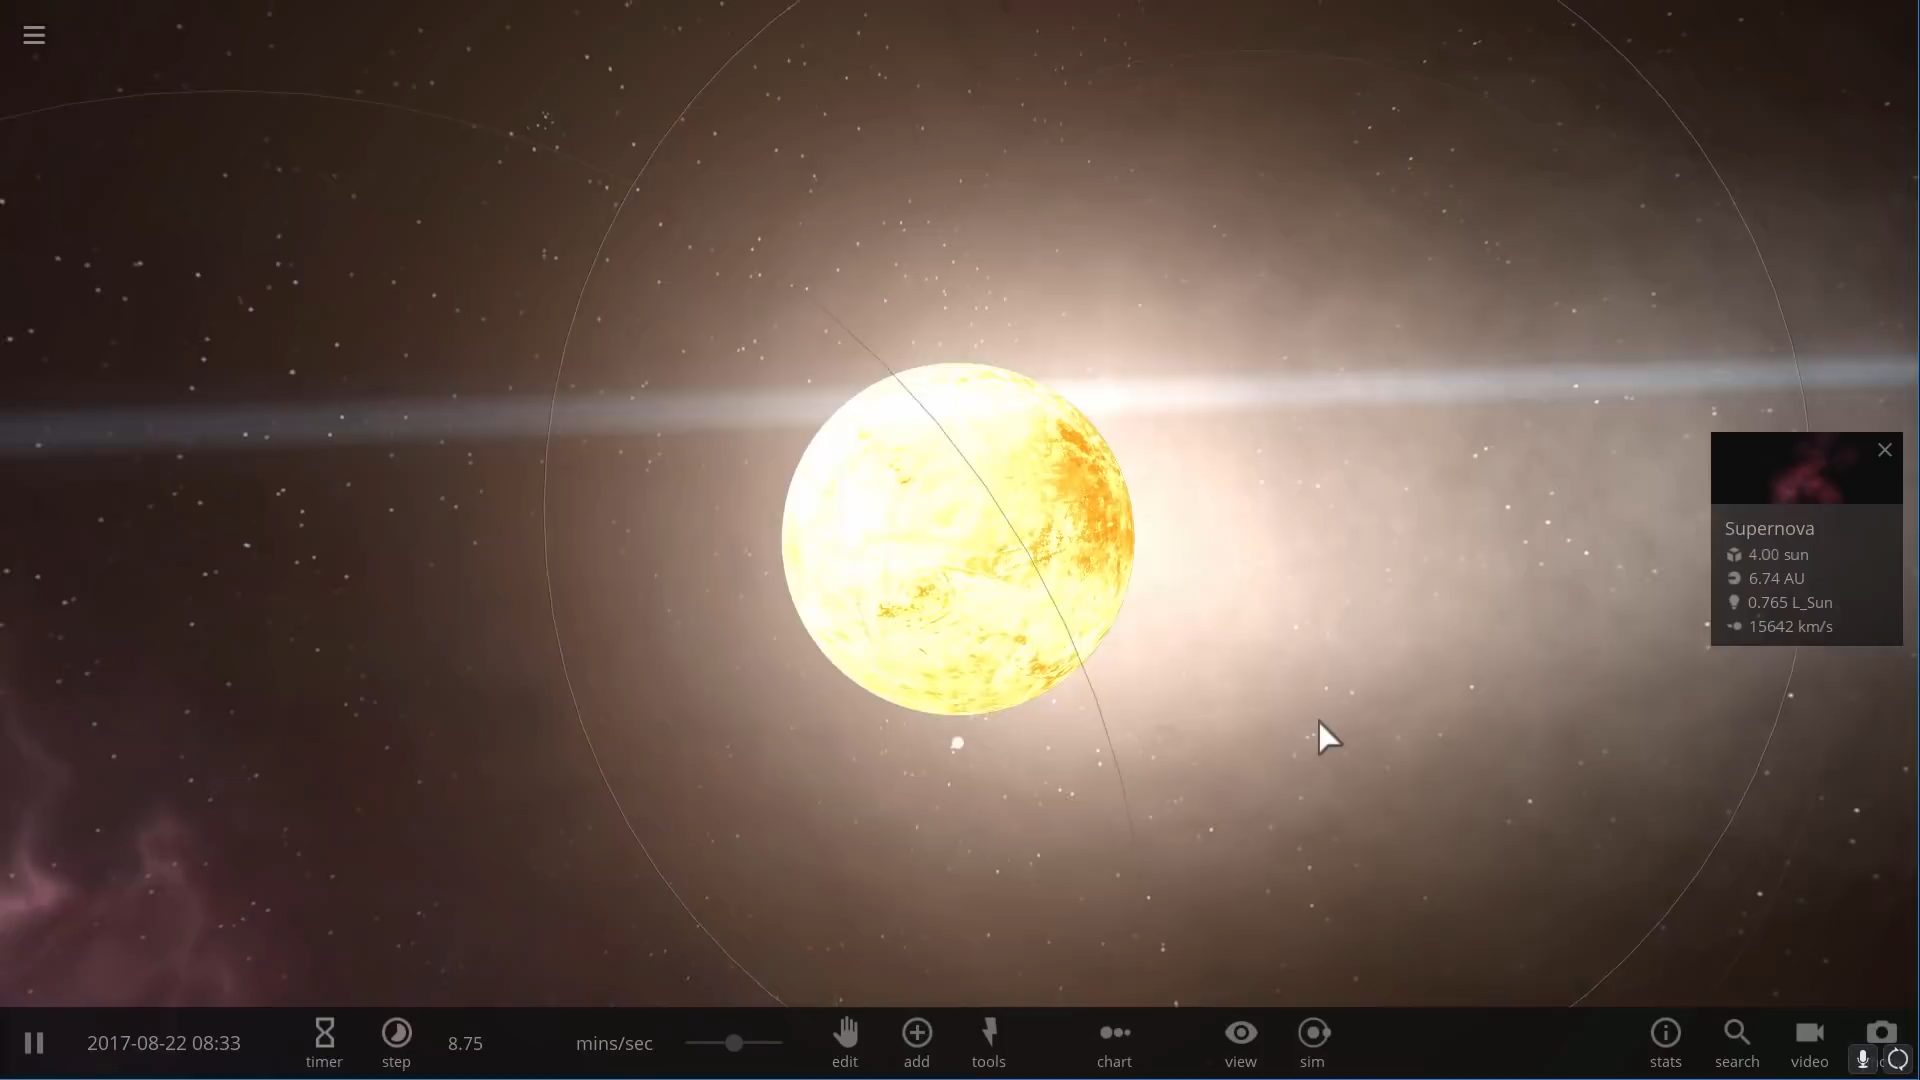 Supernova
4.00 sun
6.74 AU
0.765 L_Sun
15642 km/s
2017-08-22 08:33
timer
step
8.75
mins/sec
edit
add
tools
chart
view
sim
stats
search
video